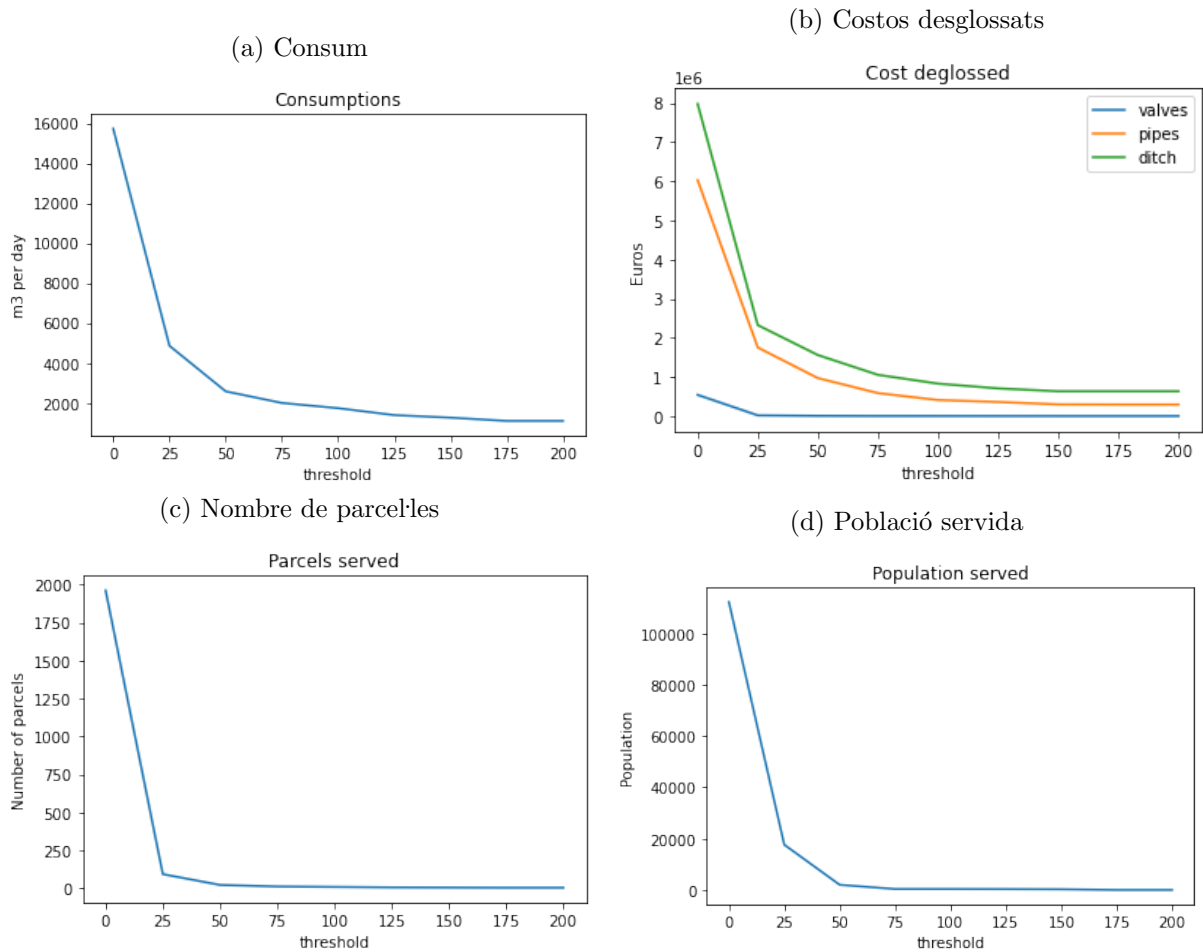 (a) Consum
Consumptions
16000
14000
12000
10000
8000
6000
4000
2000
m3 per day
0 25 50 75 100 125 150 175 200
threshold
(b) Costos desglossats
Cost deglossed
1e6
8
7
6
5
4
3
2
1
0
Euros
valves
pipes
ditch
0 25 50 75 100 125 150 175 200
threshold
(c) Nombre de parcel·les
Parcels served
2000
1750
1500
1250
1000
750
500
250
0
Number of parcels
0 25 50 75 100 125 150 175 200
threshold
(d) Població servida
Population served
100000
80000
60000
40000
20000
0
Population
0 25 50 75 100 125 150 175 200
threshold